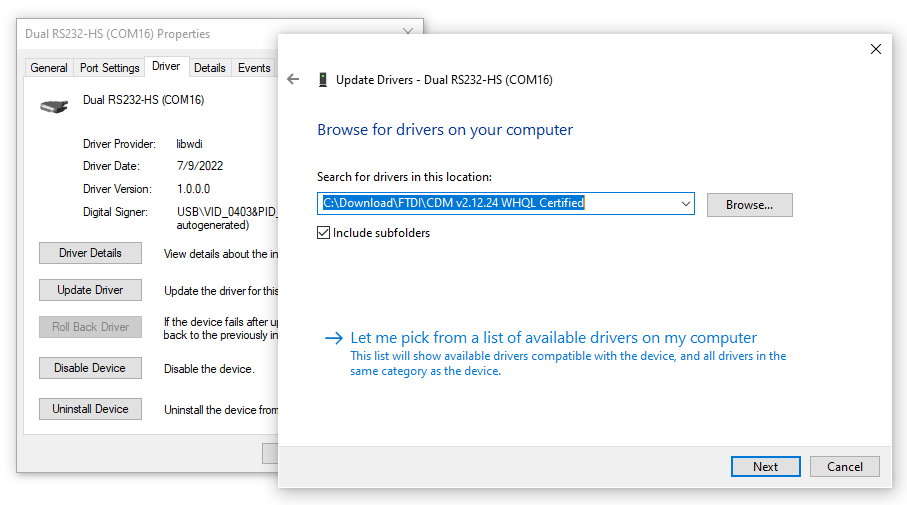 Dual RS232-HS (COM16) Properties
General
Port Settings
Driver
Details
Events
Dual RS232-HS (COM16)
Driver Provider: libwdi
Driver Date: 7/9/2022
Driver Version: 1.0.0.0
Digital Signer: USB\VID_0403&PID_
autogenerated)
Driver Details
View details about the in
Update Driver
Update the driver for this
Roll Back Driver
If the device fails after up
back to the previously in
Disable Device
Disable the device.
Uninstall Device
Uninstall the device from
Update Drivers - Dual RS232-HS (COM16)
Browse for drivers on your computer
Search for drivers in this location:
C:\Download\FTDI\CDM v2.12.24 WHQL Certified
Browse...
Include subfolders
Let me pick from a list of available drivers on my computer
This list will show available drivers compatible with the device, and all drivers in the
same category as the device.
Next
Cancel